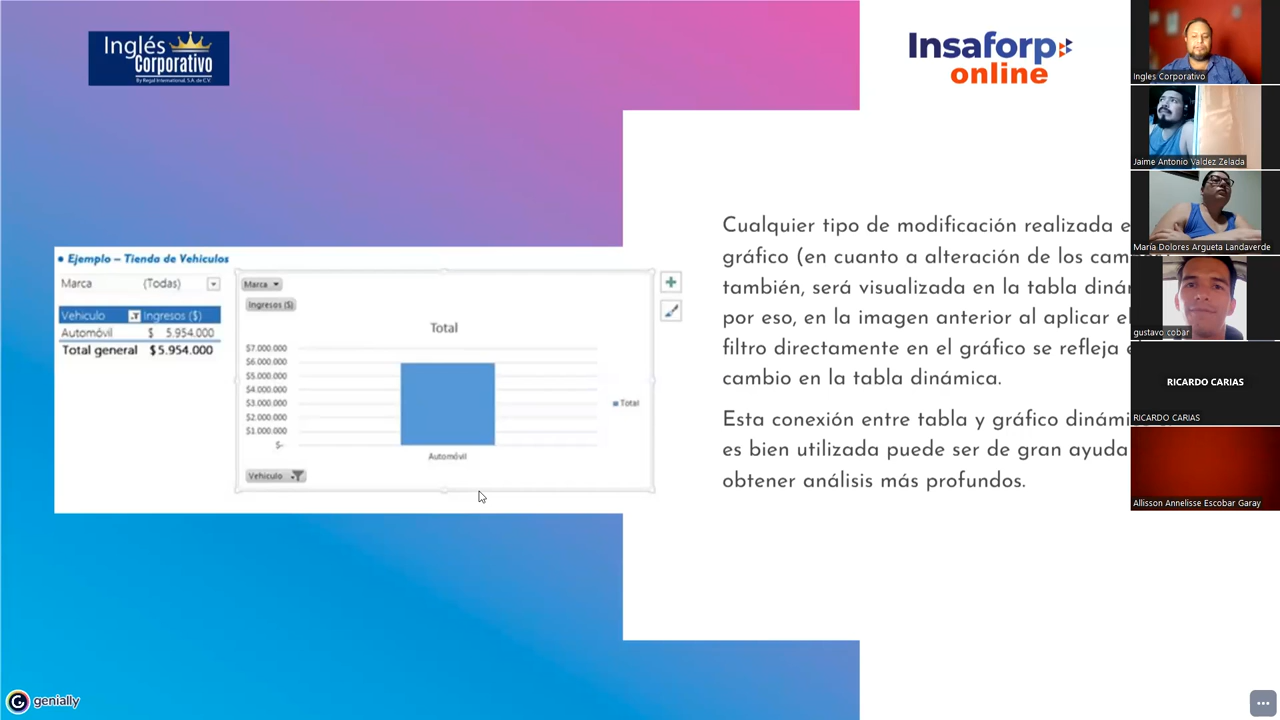 Inglés
Corporativo
By Regal International, S.A. de C.V.
Insaforp
online
Ejemplo – Tienda de Vehiculos
Marca (Todas)
Vehiculo Ingresos ($)
Automóvil $ 5.954.000
Total general $5.954.000
Marca
Ingresos ($)
Total
$7.000.000
$6.000.000
$5.000.000
$4.000.000
$3.000.000
$2.000.000
$1.000.000
$-
Automóvil
Total
Vehiculo
Cualquier tipo de modificación realizada e
gráfico (en cuanto a alteración de los cam
también, será visualizada en la tabla dinár
por eso, en la imagen anterior al aplicar el
filtro directamente en el gráfico se refleja e
cambio en la tabla dinámica.
Esta conexión entre tabla y gráfico dinámi
es bien utilizada puede ser de gran ayuda
obtener análisis más profundos.
Ingles Corporativo
Jaime Antonio Valdez Zelada
María Dolores Argueta Landaverde
gustavo cobar
RICARDO CARIAS
RICARDO CARIAS
Allisson Annelisse Escobar Garay
genially